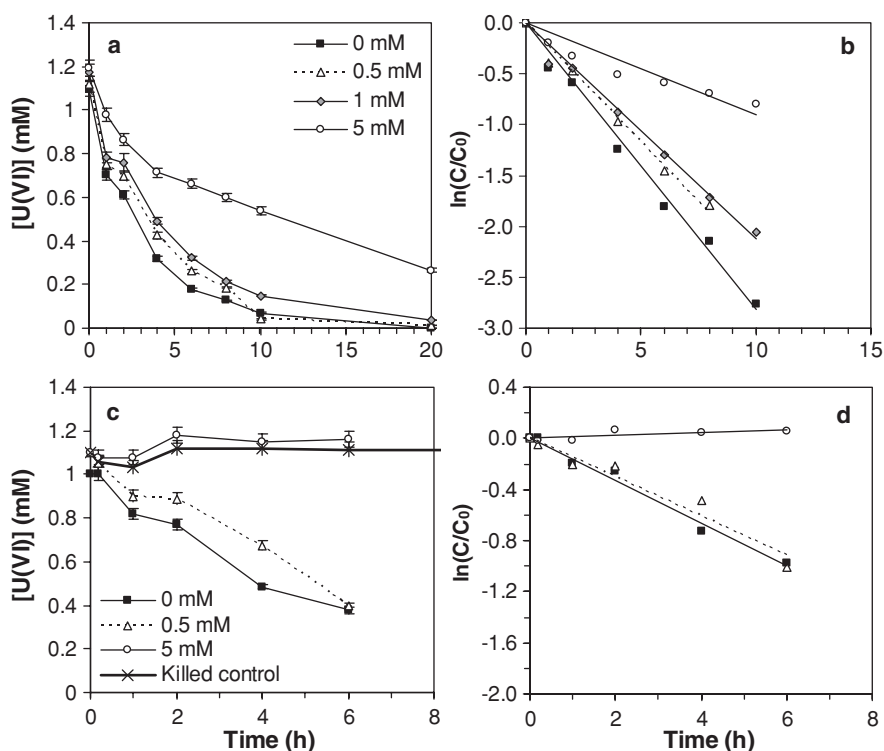 [U(VI)] (mM)
1.4
1.2
1
0.8
0.6
0.4
0.2
0
a
0 mM
0.5 mM
1 mM
5 mM
0 5 10 15 20
ln(C/C0)
0.0
-0.5
-1.0
-1.5
-2.0
-2.5
-3.0
b
0 5 10 15
[U(VI)] (mM)
1.4
1.2
1
0.8
0.6
0.4
0.2
0
c
0 mM
0.5 mM
5 mM
Killed control
0 2 4 6 8
Time (h)
ln(C/C0)
0.4
0.0
-0.4
-0.8
-1.2
-1.6
-2.0
d
0 2 4 6 8
Time (h)